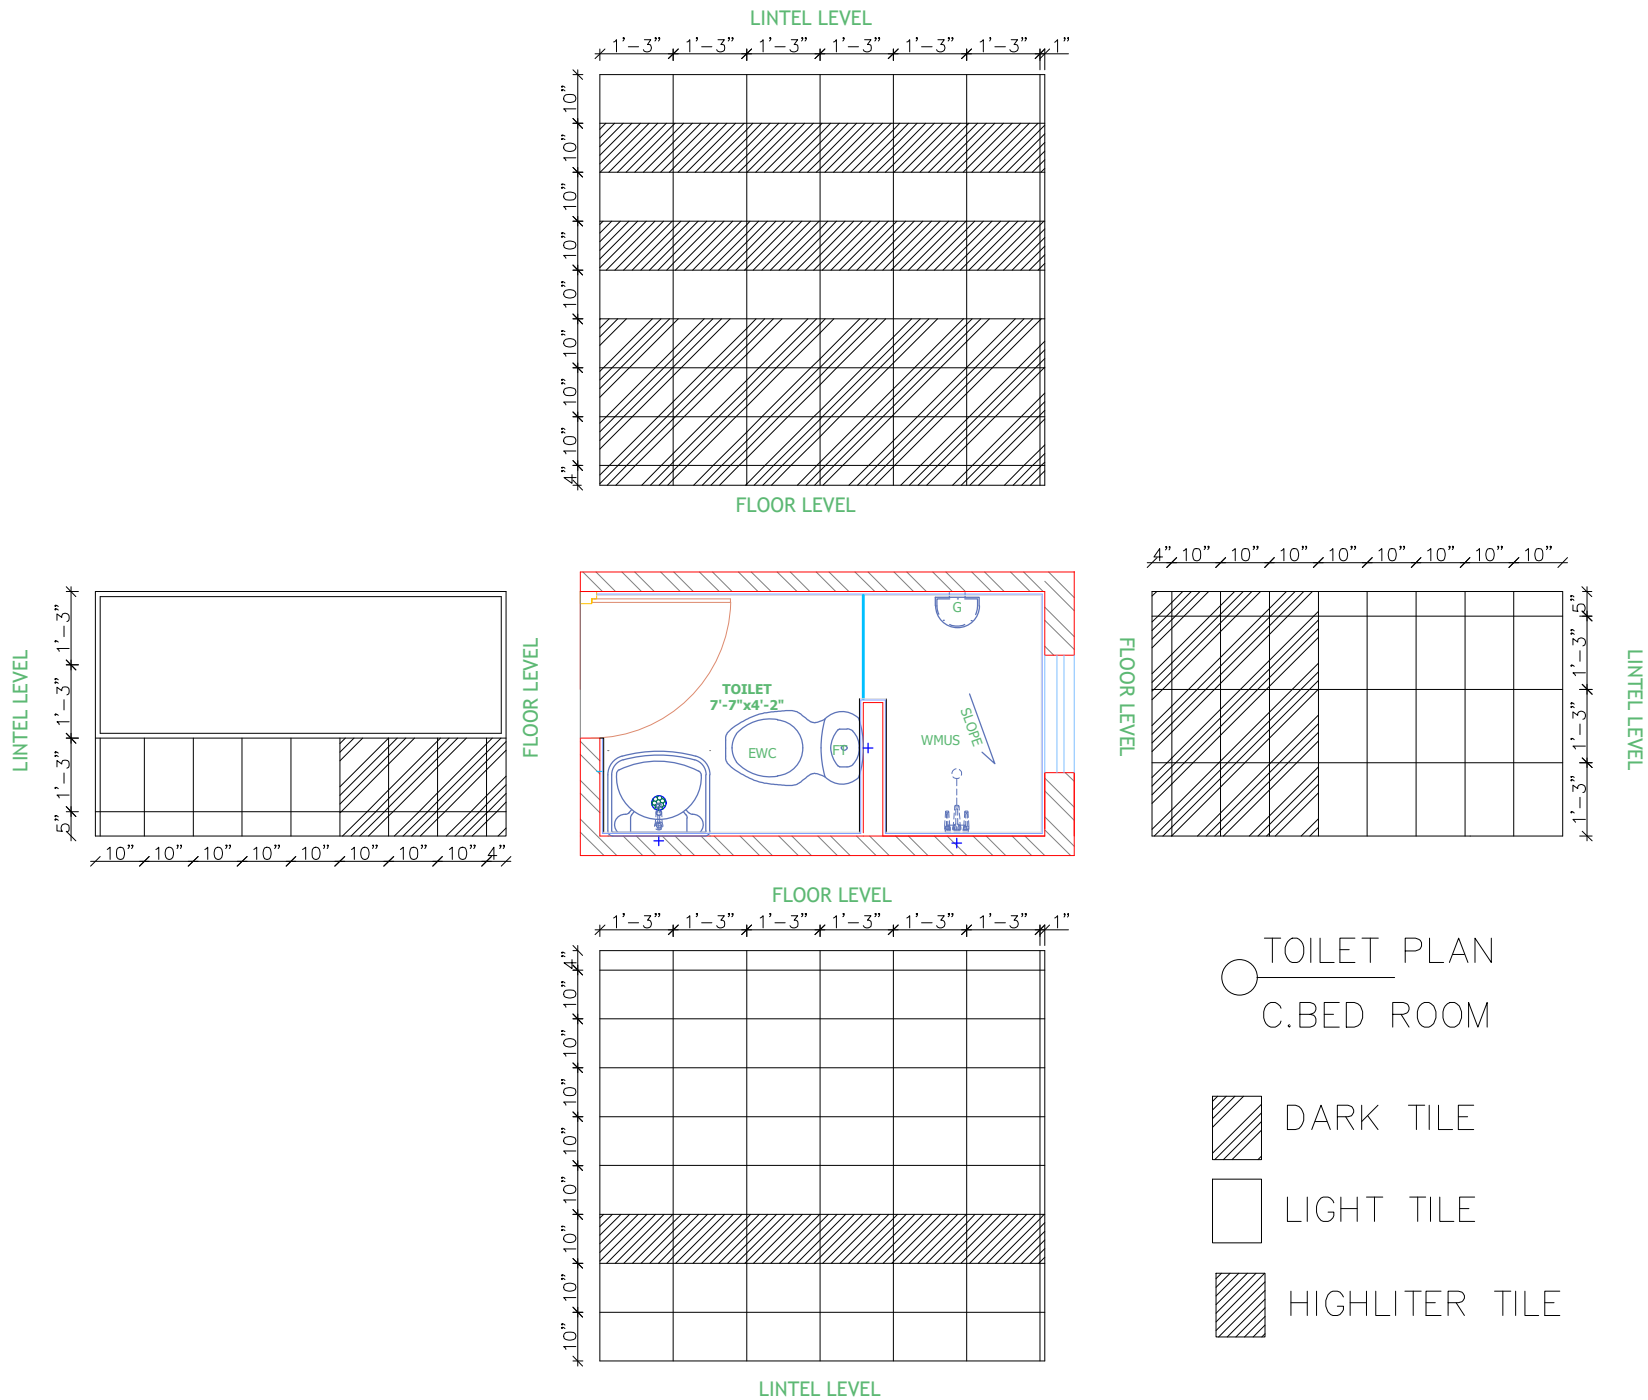 LINTEL LEVEL
1'-3" 1'-3" 1'-3" 1'-3" 1'-3" 1'-3" 1"
10"
10"
10"
10"
10"
10"
10"
10"
4"
FLOOR LEVEL
LINTEL LEVEL
1'-3"
1'-3"
1'-3"
5"
10" 10" 10" 10" 10" 10" 10" 10" 4"
FLOOR LEVEL
G
TOILET
7'-7"x4'-2"
SLOPE
WMUS
EWC
FT
FLOOR LEVEL
4" 10" 10" 10" 10" 10" 10" 10" 10"
5"
1'-3"
1'-3"
1'-3"
LINTEL LEVEL
FLOOR LEVEL
1'-3" 1'-3" 1'-3" 1'-3" 1'-3" 1'-3" 1"
4"
10"
10"
10"
10"
10"
10"
10"
10"
LINTEL LEVEL
TOILET PLAN
C.BED ROOM
DARK TILE
LIGHT TILE
HIGHLITER TILE